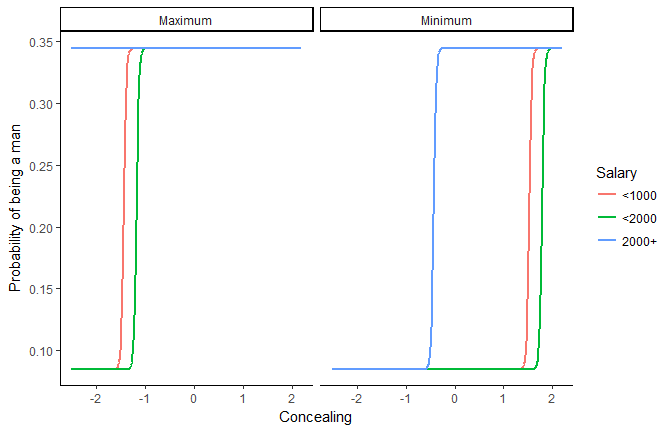 Maximum Minimum
0.35
0.30
0.25
0.20
0.15
0.10
Probability of being a man
-2 -1 0 1 2 -2 -1 0 1 2
Concealing
Salary
<1000
<2000
2000+